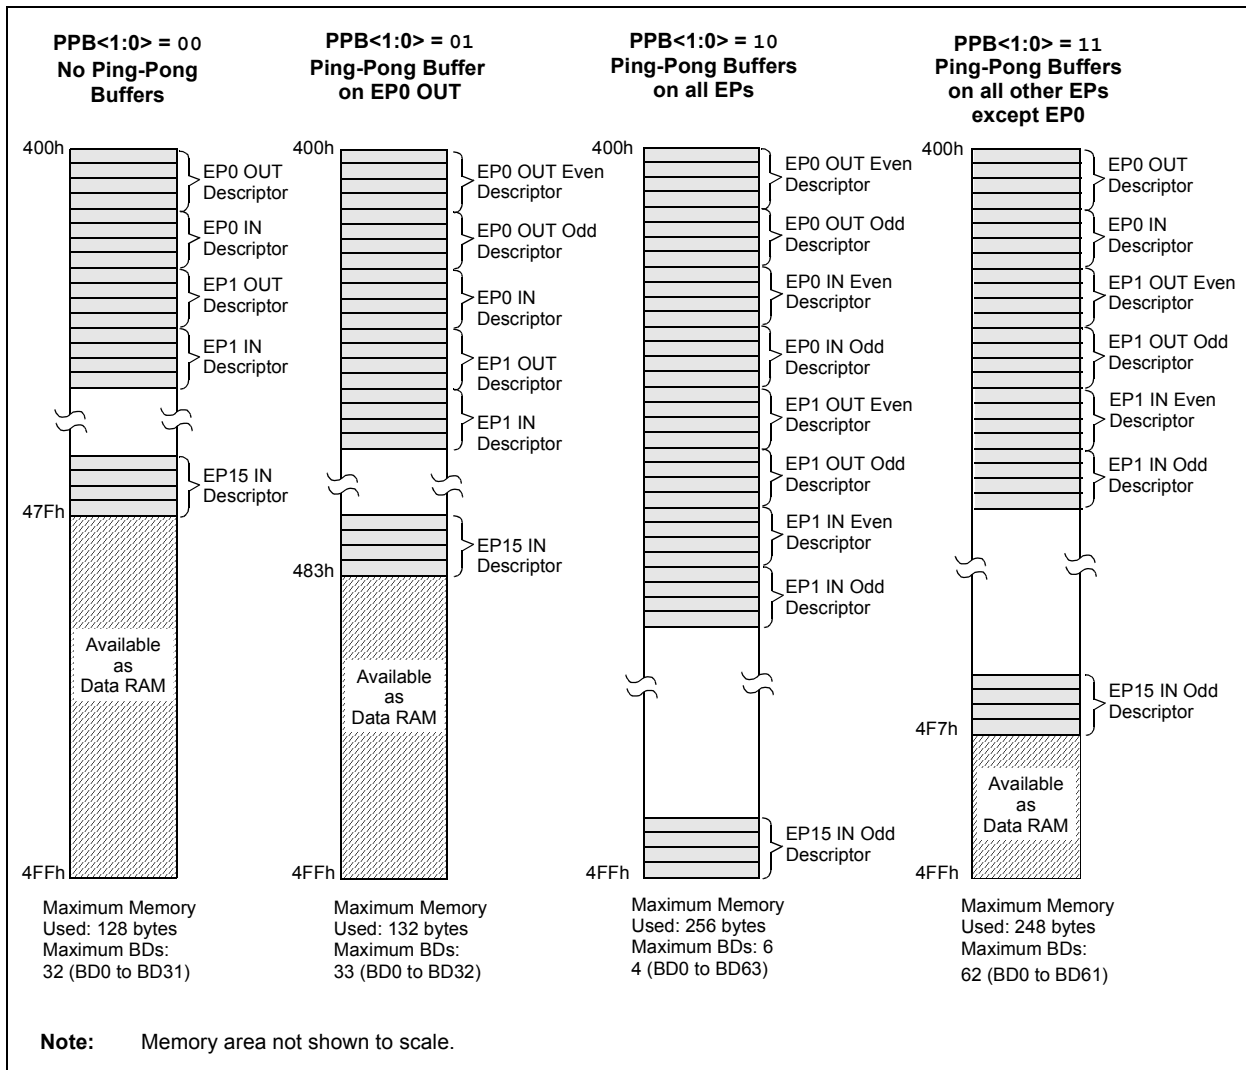 PPB<1:0> = 00
No Ping-Pong
Buffers
400h
EP0 OUT
Descriptor
EP0 IN
Descriptor
EP1 OUT
Descriptor
EP1 IN
Descriptor
EP15 IN
Descriptor
47Fh
Available
as
Data RAM
4FFh
Maximum Memory
Used: 128 bytes
Maximum BDs:
32 (BD0 to BD31)
PPB<1:0> = 01
Ping-Pong Buffer
on EP0 OUT
400h
EP0 OUT Even
Descriptor
EP0 OUT Odd
Descriptor
EP0 IN
Descriptor
EP1 OUT
Descriptor
EP1 IN
Descriptor
EP15 IN
Descriptor
483h
Available
as
Data RAM
4FFh
Maximum Memory
Used: 132 bytes
Maximum BDs:
33 (BD0 to BD32)
PPB<1:0> = 10
Ping-Pong Buffers
on all EPs
400h
EP0 OUT Even
Descriptor
EP0 OUT Odd
Descriptor
EP0 IN Even
Descriptor
EP0 IN Odd
Descriptor
EP1 OUT Even
Descriptor
EP1 OUT Odd
Descriptor
EP1 IN Even
Descriptor
EP1 IN Odd
Descriptor
EP15 IN Odd
Descriptor
4FFh
Maximum Memory
Used: 256 bytes
Maximum BDs: 6
4 (BD0 to BD63)
PPB<1:0> = 11
Ping-Pong Buffers
on all other EPs
except EP0
400h
EP0 OUT
Descriptor
EP0 IN
Descriptor
EP1 OUT Even
Descriptor
EP1 OUT Odd
Descriptor
EP1 IN Even
Descriptor
EP1 IN Odd
Descriptor
EP15 IN Odd
Descriptor
4F7h
Available
as
Data RAM
4FFh
Maximum Memory
Used: 248 bytes
Maximum BDs:
62 (BD0 to BD61)
Note: Memory area not shown to scale.